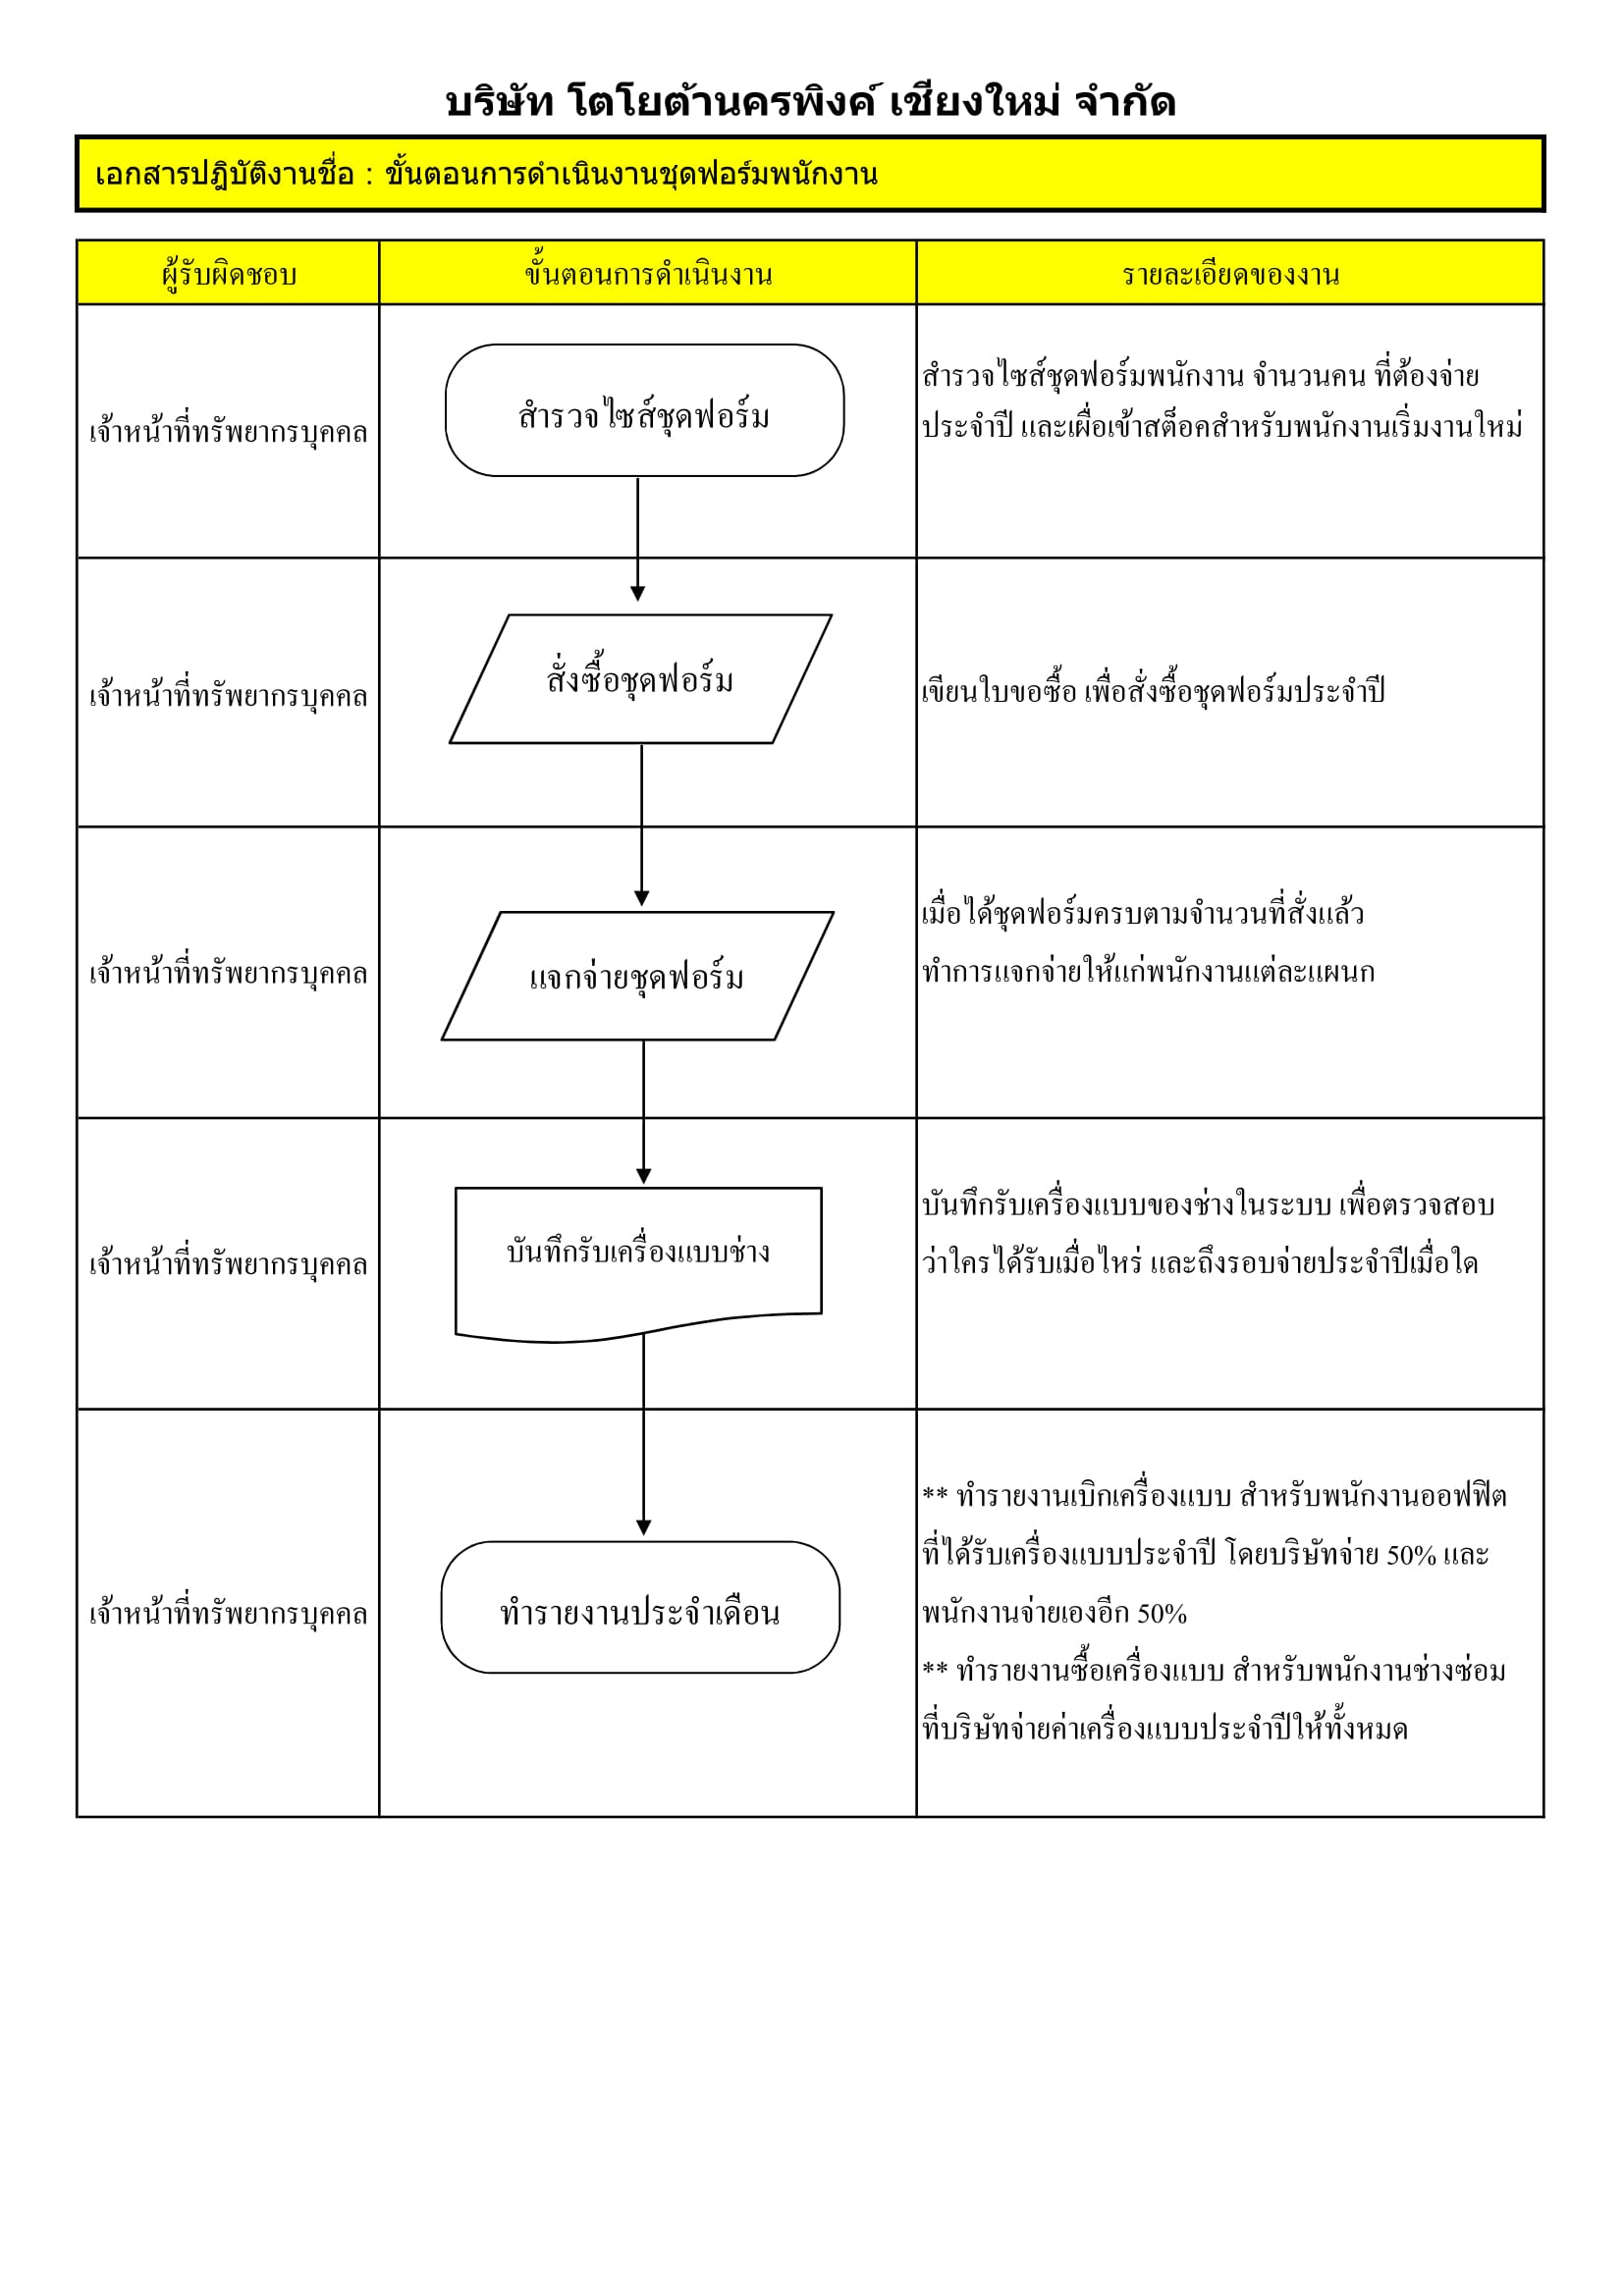 บริษัท โตโยต้านครพิงค์ เชียงใหม่ จำกัด
เอกสารปฎิบัติงานชื่อ : ขั้นตอนการดำเนินงานชุดฟอร์มพนักงาน
ผู้รับผิดชอบ
ขั้นตอนการดำเนินงาน
รายละเอียดของงาน
เจ้าหน้าที่ทรัพยากรบุคคล
สำรวจไซส์ชุดฟอร์ม
สำรวจไซส์ชุดฟอร์มพนักงาน จำนวนคน ที่ต้องจ่าย
ประจำปี และเผื่อเข้าสต็อคสำหรับพนักงานเริ่มงานใหม่
เจ้าหน้าที่ทรัพยากรบุคคล
สั่งซื้อชุดฟอร์ม
เขียนใบขอซื้อ เพื่อสั่งซื้อชุดฟอร์มประจำปี
เจ้าหน้าที่ทรัพยากรบุคคล
แจกจ่ายชุดฟอร์ม
เมื่อได้ชุดฟอร์มครบตามจำนวนที่สั่งแล้ว
ทำการแจกจ่ายให้แก่พนักงานแต่ละแผนก
เจ้าหน้าที่ทรัพยากรบุคคล
บันทึกรับเครื่องแบบช่าง
บันทึกรับเครื่องแบบของช่างในระบบ เพื่อตรวจสอบ
ว่าใครได้รับเมื่อไหร่ และถึงรอบจ่ายประจำปีเมื่อใด
เจ้าหน้าที่ทรัพยากรบุคคล
ทำรายงานประจำเดือน
** ทำรายงานเบิกเครื่องแบบ สำหรับพนักงานออฟฟิต
ที่ได้รับเครื่องแบบประจำปี โดยบริษัทจ่าย 50% และ
พนักงานจ่ายเองอีก 50%
** ทำรายงานซื้อเครื่องแบบ สำหรับพนักงานช่างซ่อม
ที่บริษัทจ่ายค่าเครื่องแบบประจำปีให้ทั้งหมด